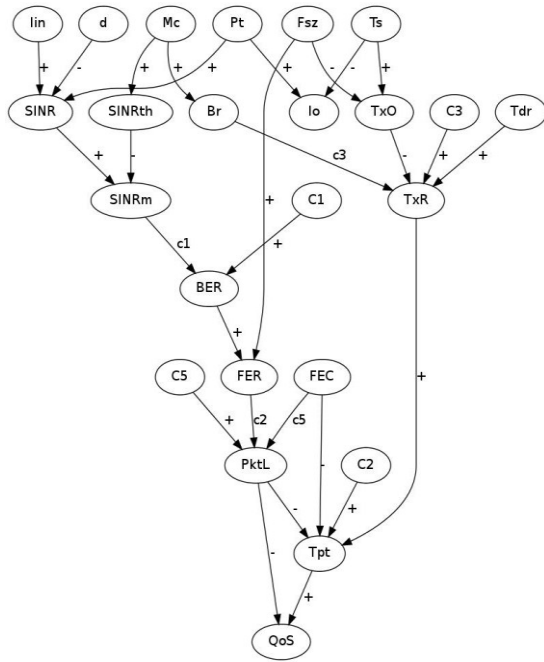 Iin d Mc Pt Fsz Ts
+ - + + + + - - +
SINR SINRth Br Io TxO C3 Tdr
+ - c3 - + +
SINRm C1 TxR
+
c1 +
BER
+
+
C5 FER FEC
+ c2 c5
PktL C2
- - +
-
Tpt
+
QoS